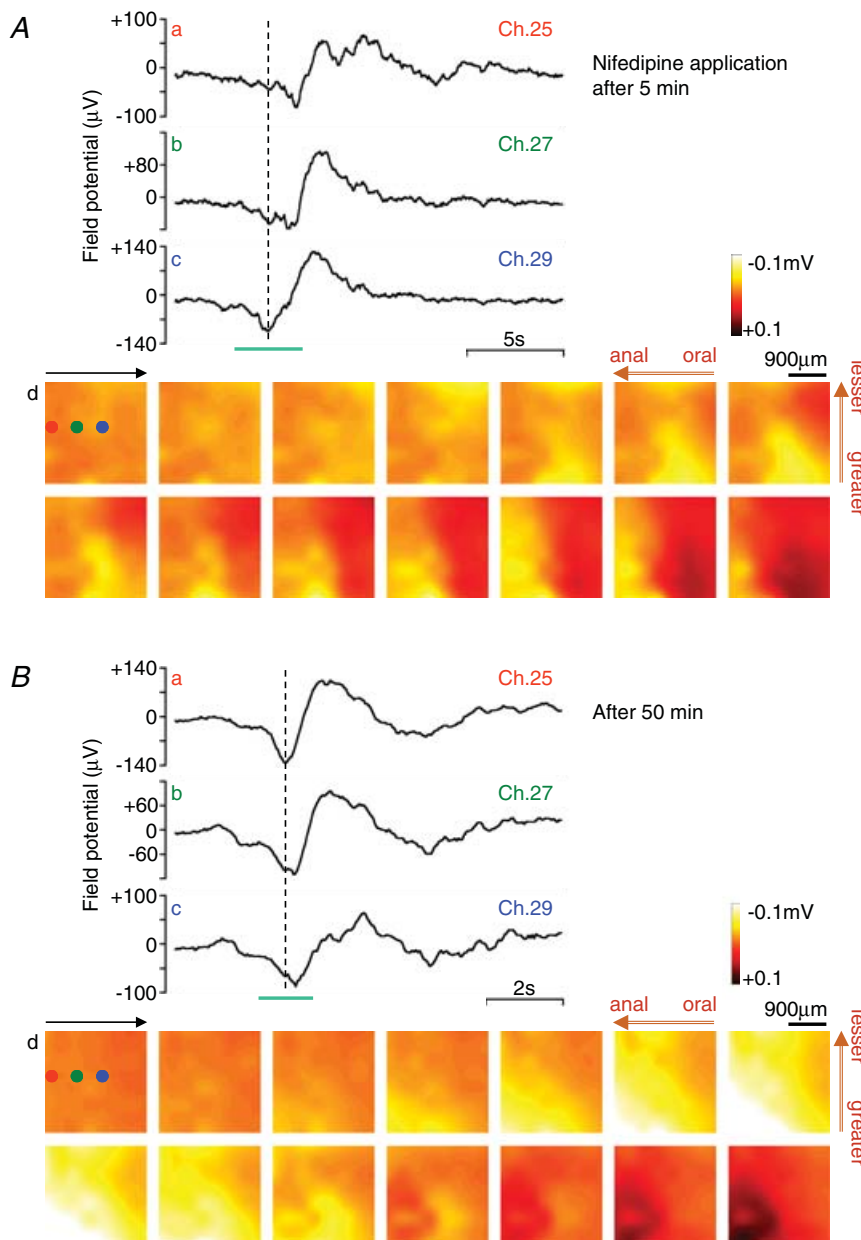 A
+100
0
-100
a
Ch.25
Nifedipine application
after 5 min
Field potential (μV)
+80
0
b
Ch.27
+140
0
-140
c
Ch.29
5s
-0.1mV
+0.1
anal oral
900μm
d
lesser
greater
B
+140
0
-140
a
Ch.25
After 50 min
Field potential (μV)
+60
0
-60
b
Ch.27
+100
0
-100
c
Ch.29
2s
-0.1mV
+0.1
anal oral
900μm
d
lesser
greater